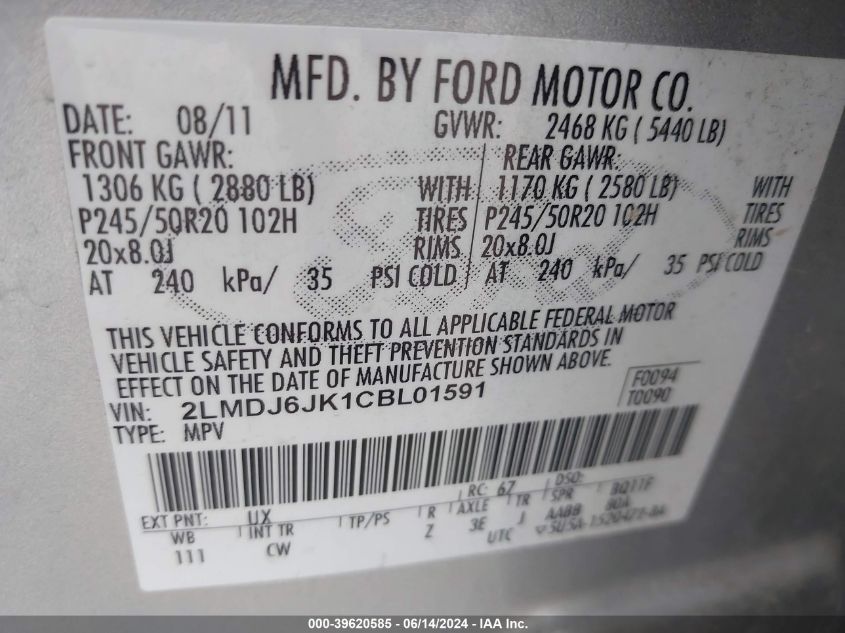 MFD. BY FORD MOTOR CO.
DATE: 08/11 GVWR: 2468 KG ( 5440 LB)
FRONT GAWR: REAR GAWR:
1306 KG ( 2880 LB) WITH 1170 KG ( 2580 LB) WITH
P245/50R20 102H TIRES P245/50R20 102H TIRES
20x8.0J RIMS 20x8.0J RIMS
AT 240 kPa/ 35 PSI COLD AT 240 kPa/ 35 PSI COLD
THIS VEHICLE CONFORMS TO ALL APPLICABLE FEDERAL MOTOR
VEHICLE SAFETY AND THEFT PREVENTION STANDARDS IN
EFFECT ON THE DATE OF MANUFACTURE SHOWN ABOVE.
VIN: 2LMDJ6JK1CBL01591 F0094
TYPE: MPV T0090
RC: 67 DSO:
EXT PNT: UX TP/PS R AXLE TR SPR BQ11F
WB INT TR Z 3E J AABB BOA
111 CW UTC
000-39620585 - 06/14/2024 - IAA Inc.